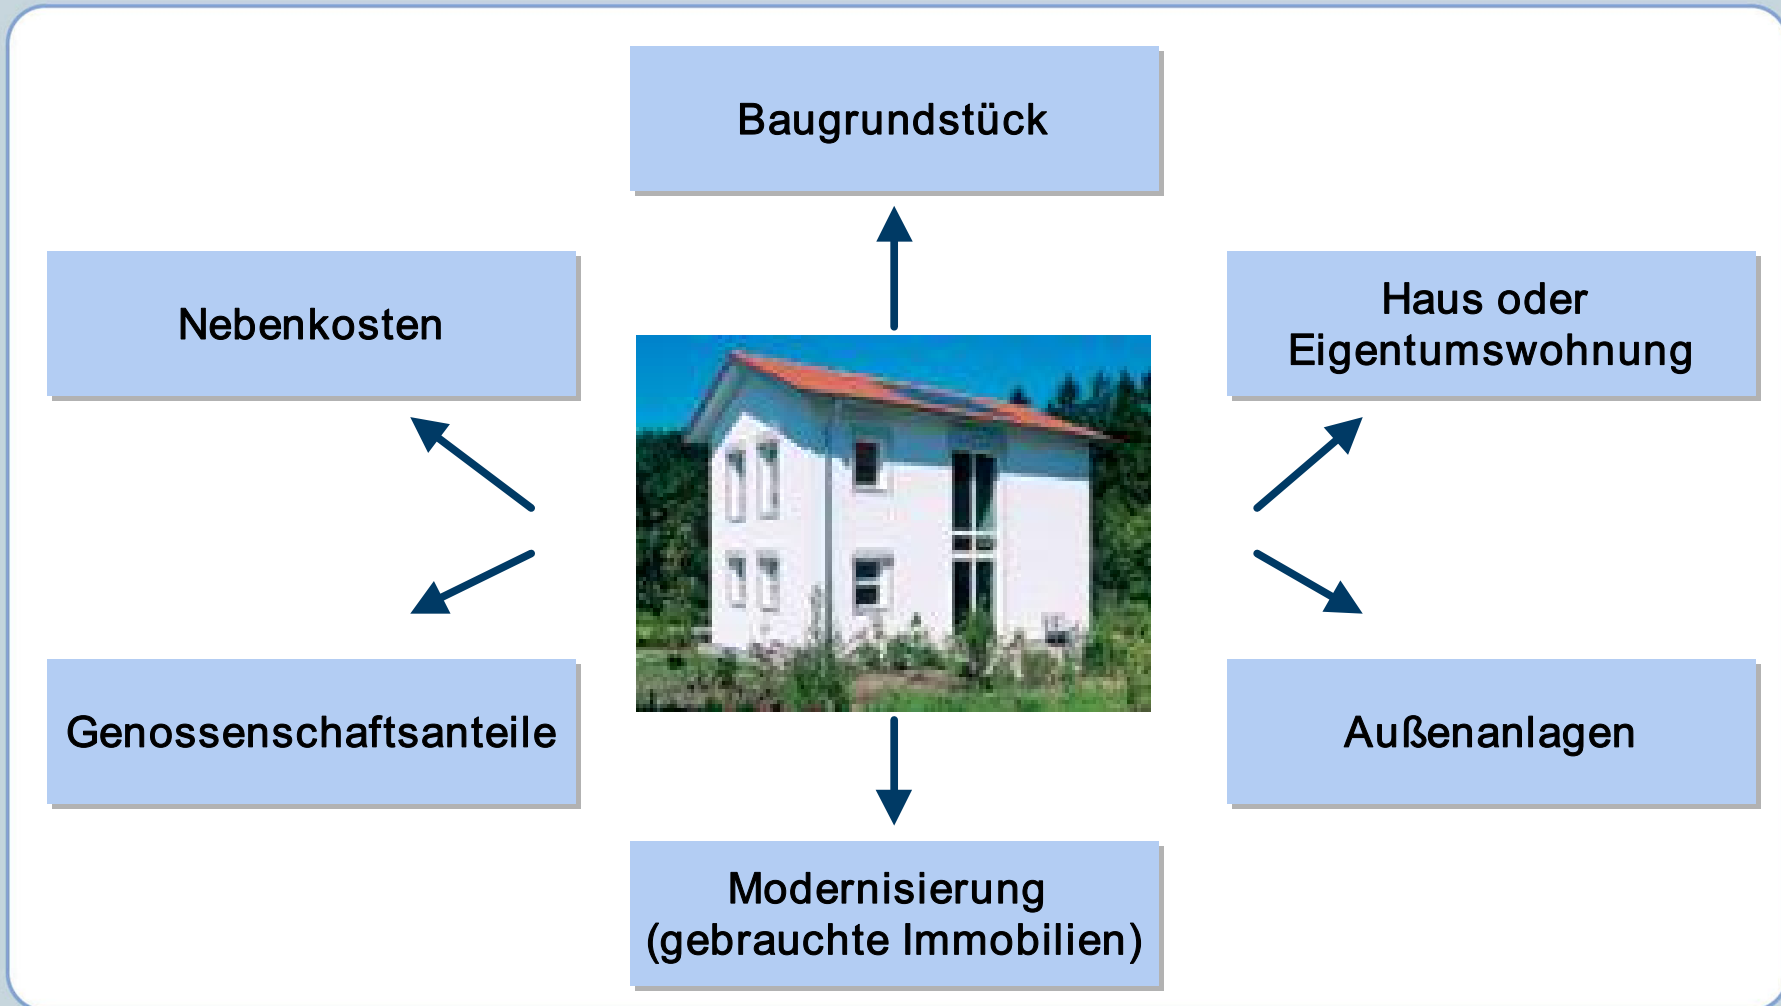 Baugrundstück
Nebenkosten
Haus oder
Eigentumswohnung
Genossenschaftsanteile
Außenanlagen
Modernisierung
(gebrauchte Immobilien)